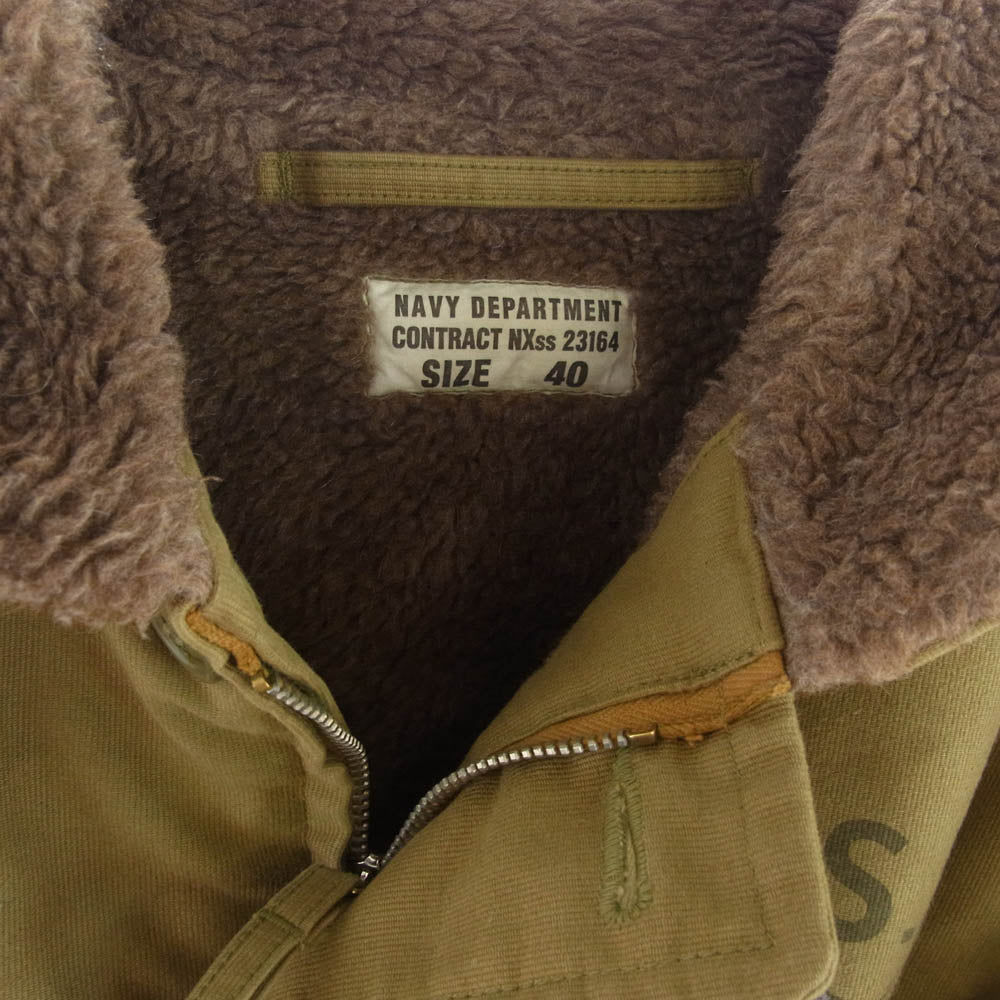 NAVY DEPARTMENT
CONTRACT NXss 23164
SIZE 40
S.